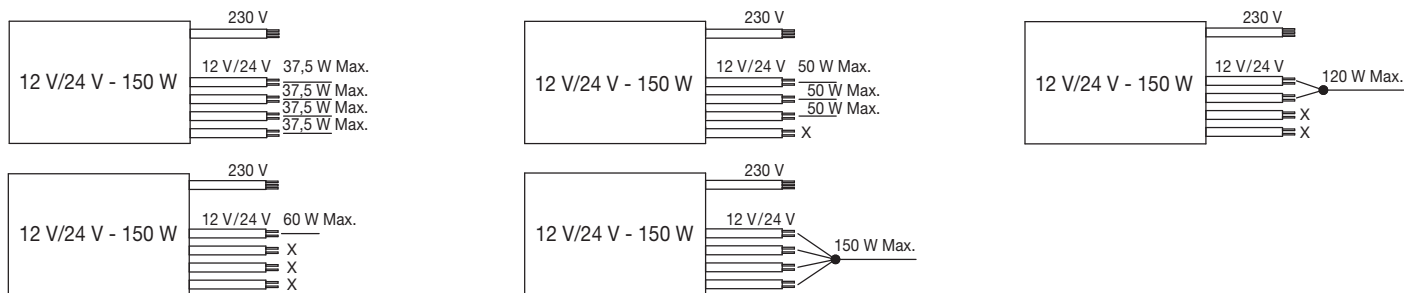 230 V
12 V/24 V - 150 W
12 V/24 V 37,5 W Max.
37,5 W Max.
37,5 W Max.
37,5 W Max.
230 V
12 V/24 V - 150 W
12 V/24 V 50 W Max.
50 W Max.
50 W Max.
X
230 V
12 V/24 V - 150 W
12 V/24 V
120 W Max.
X
X
230 V
12 V/24 V - 150 W
12 V/24 V 60 W Max.
X
X
X
230 V
12 V/24 V - 150 W
12 V/24 V
150 W Max.